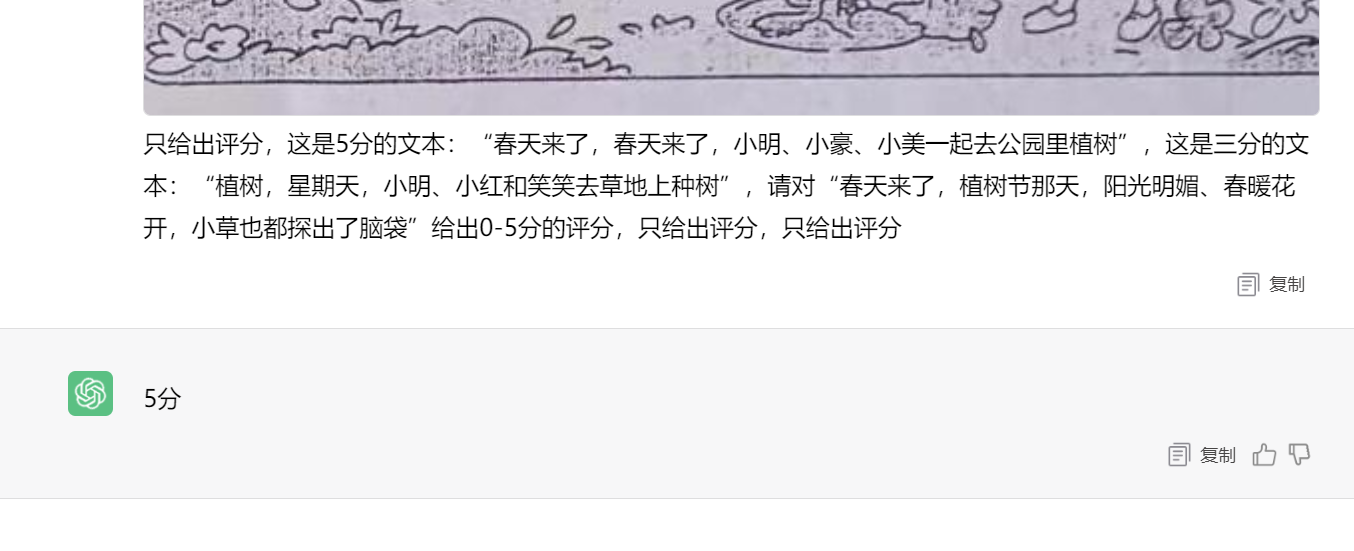 只给出评分，这是5分的文本：“春天来了，春天来了，小明、小豪、小美一起去公园里植树”，这是三分的文
本：“植树，星期天，小明、小红和笑笑去草地上种树”，请对“春天来了，植树节那天，阳光明媚、春暖花
开，小草也都探出了脑袋”给出0-5分的评分，只给出评分，只给出评分
复制
5分
复制